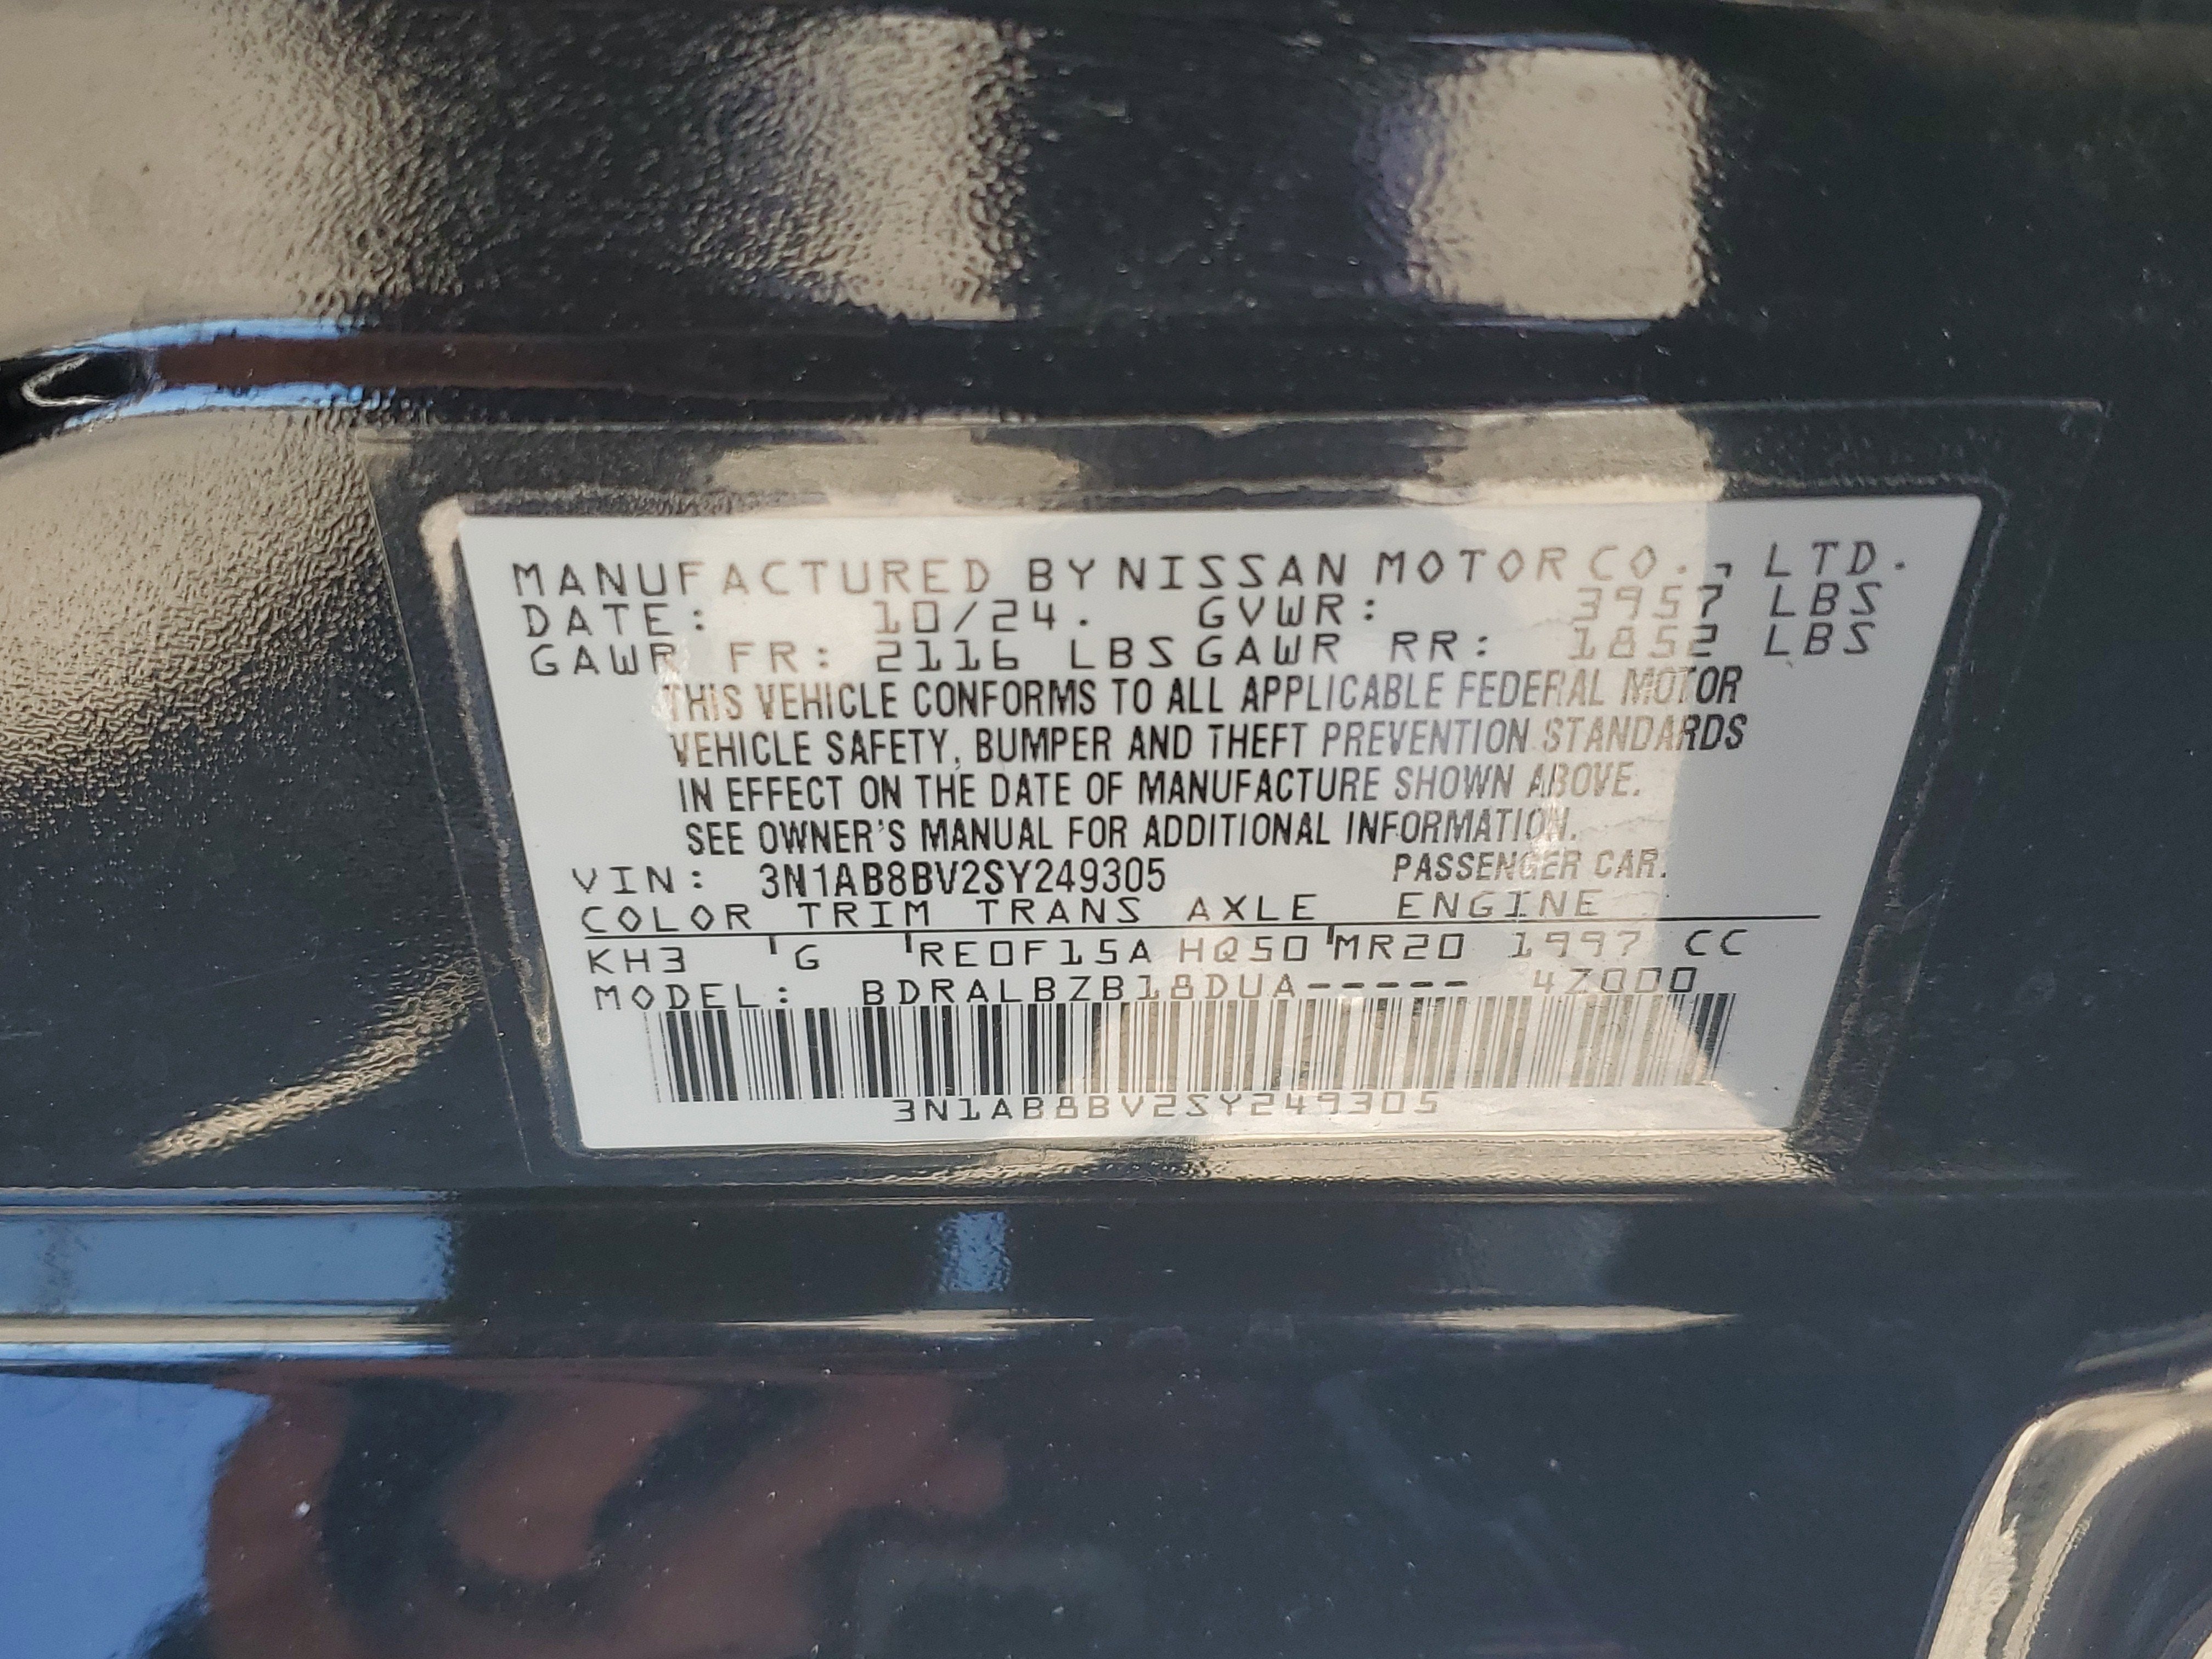 MANUFACTURED BY NISSAN MOTOR CO., LTD.
DATE: 10/24. GVWR: 3957 LBS
GAWR FR: 2116 LBS GAWR RR: 1852 LBS
THIS VEHICLE CONFORMS TO ALL APPLICABLE FEDERAL MOTOR
VEHICLE SAFETY, BUMPER AND THEFT PREVENTION STANDARDS
IN EFFECT ON THE DATE OF MANUFACTURE SHOWN ABOVE.
SEE OWNER'S MANUAL FOR ADDITIONAL INFORMATION.
VIN: 3N1AB8BV2SY249305 PASSENGER CAR.
COLOR TRIM TRANS AXLE ENGINE
KH3 G RE0F15A HQ50 MR20 1997 CC
MODEL: BDRALBZB18DUA----- 4Z000
3N1AB8BV2SY249305